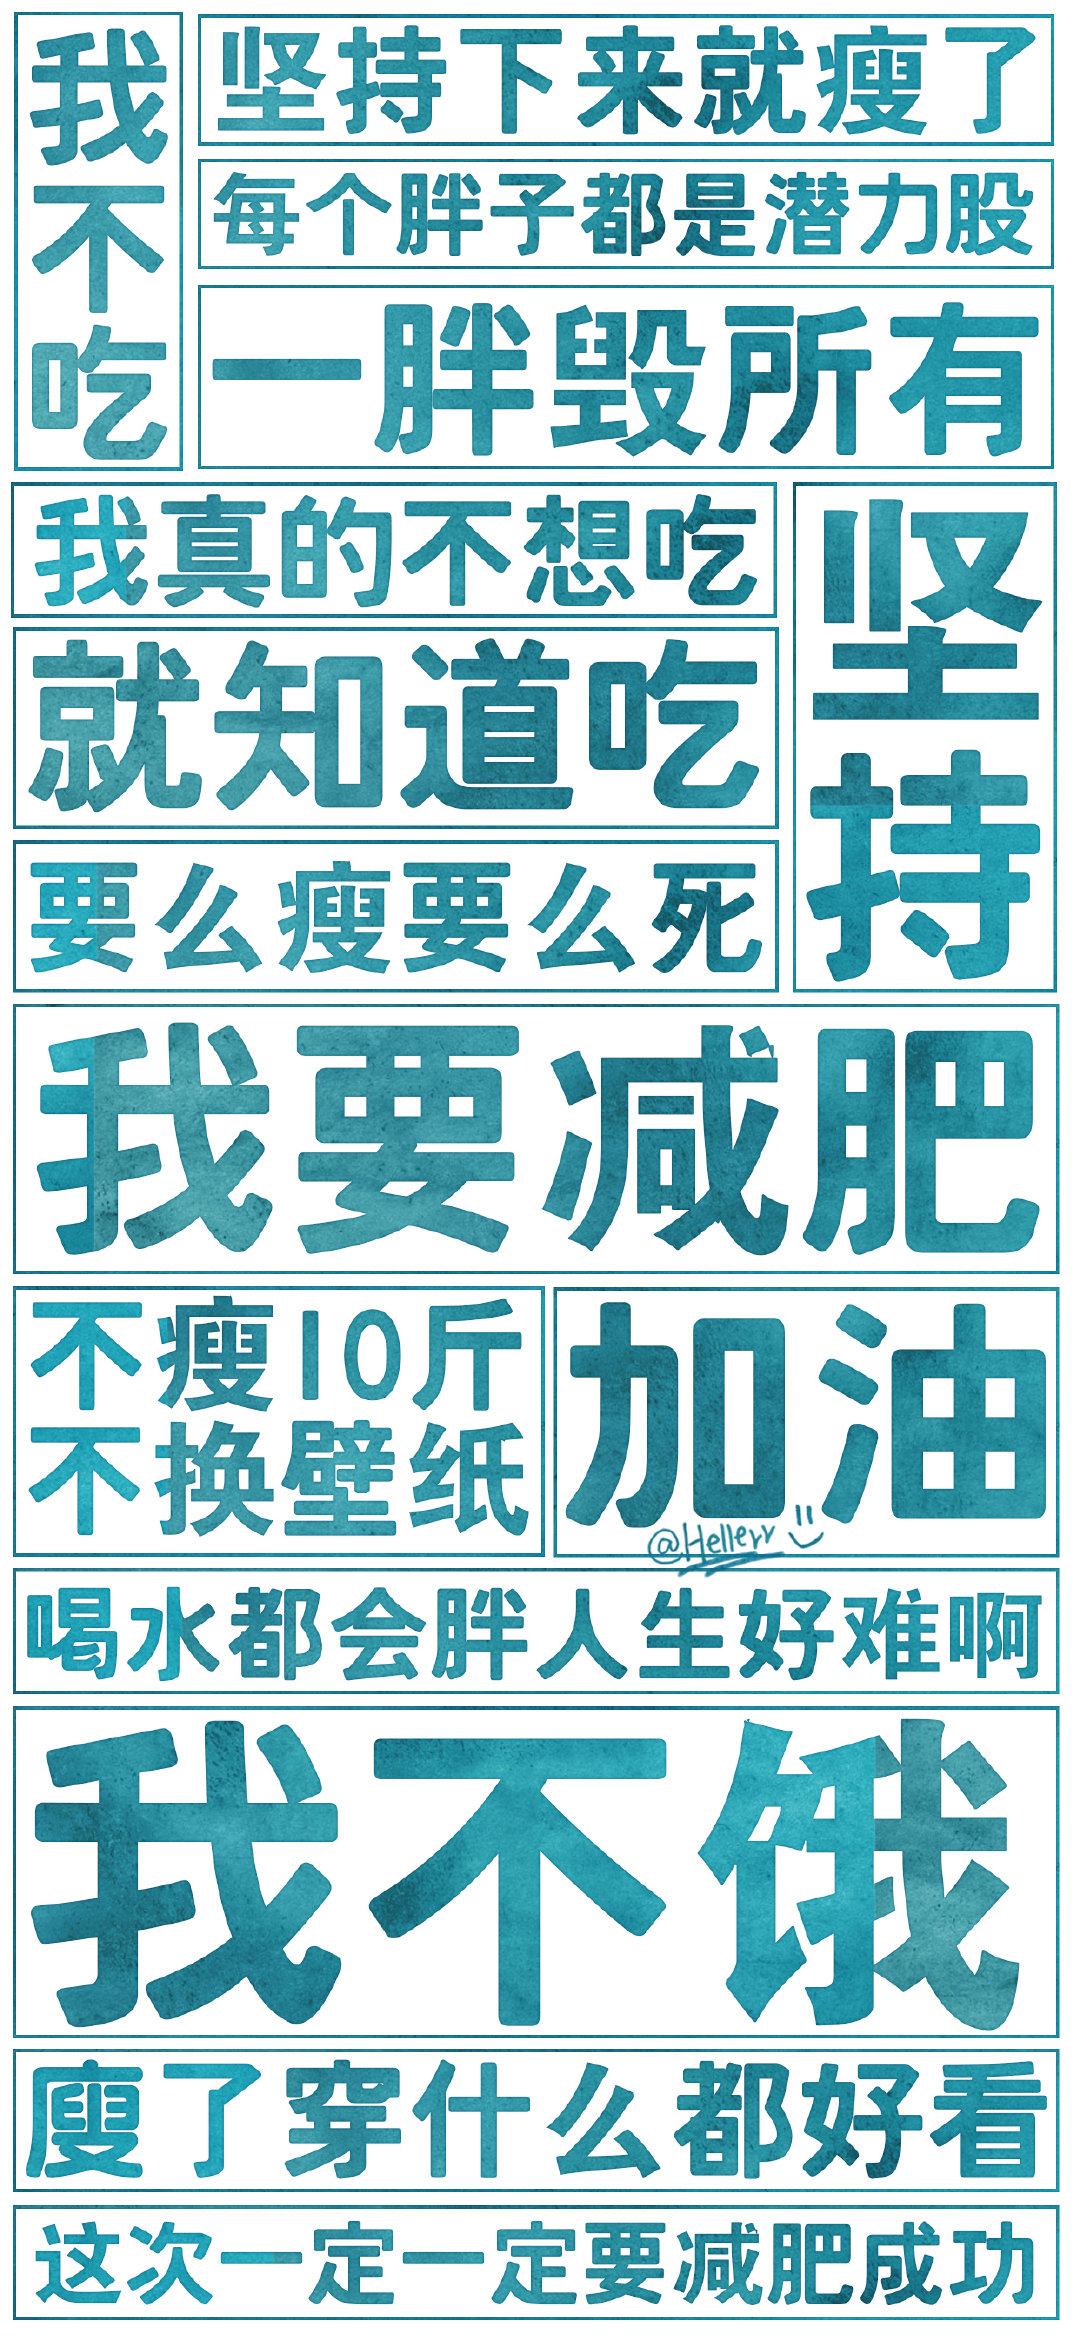 我不吃
坚持下来就瘦了
每个胖子都是潜力股
一胖毁所有
我真的不想吃
就知道吃
要么瘦要么死
坚持
我要减肥
不瘦10斤
不换壁纸
加油
@Hellerr
喝水都会胖人生好难啊
我不饿
廋了穿什么都好看
这次一定一定要减肥成功